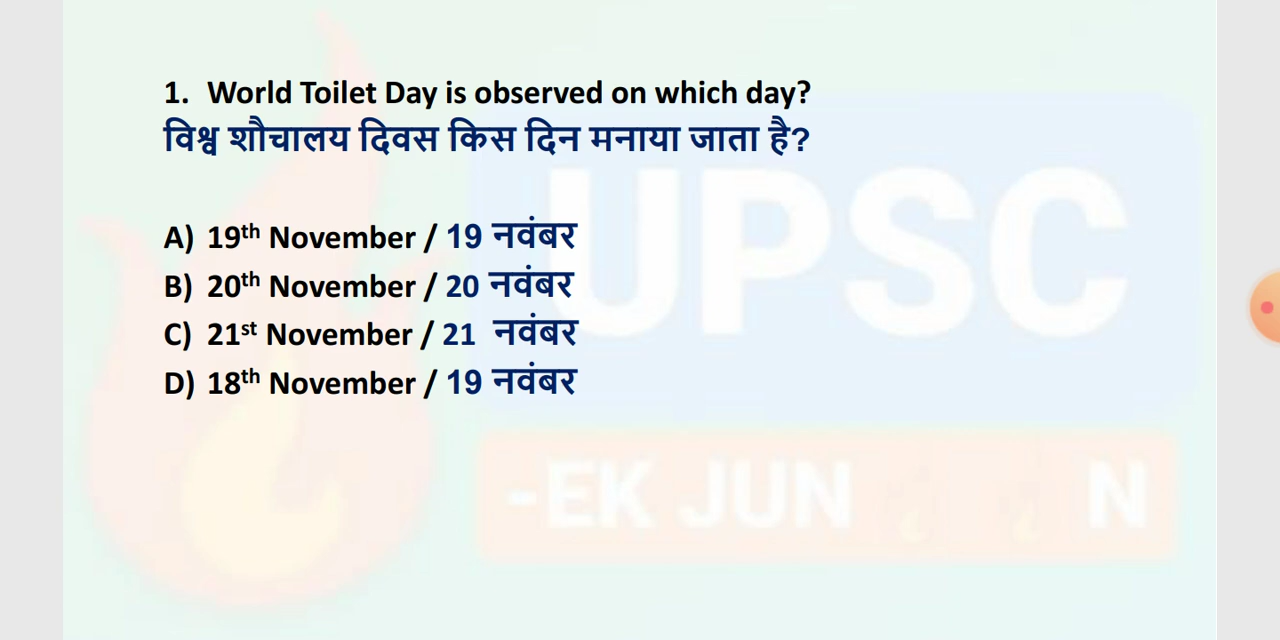 1. World Toilet Day is observed on which day?
विश्व शौचालय दिवस किस दिन मनाया जाता है?
A) 19th November / 19 नवंबर
B) 20th November / 20 नवंबर
C) 21st November / 21 नवंबर
D) 18th November / 19 नवंबर
UPSC
-EK JUN N